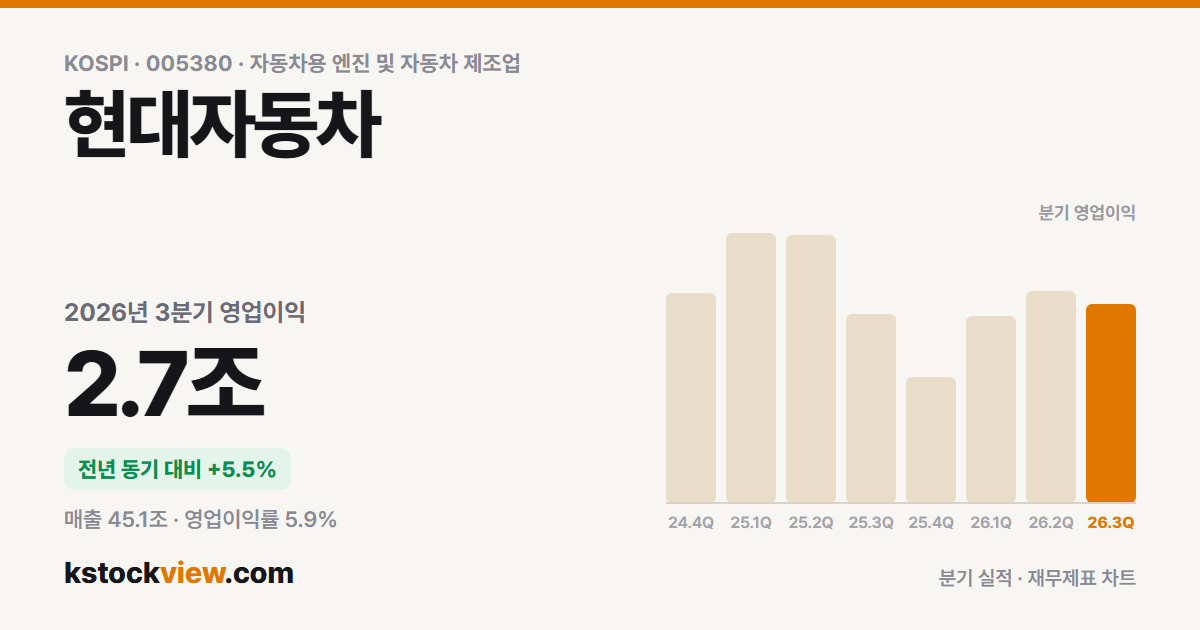 KOSPI · 005380 · 자동차용 엔진 및 자동차 제조업
현대자동차
분기 영업이익
2026년 3분기 영업이익
2.7조
전년 동기 대비 +5.5%
매출 45.1조 · 영업이익률 5.9%
24.4Q 25.1Q 25.2Q 25.3Q 25.4Q 26.1Q 26.2Q 26.3Q
kstockview.com
분기 실적 · 재무제표 차트